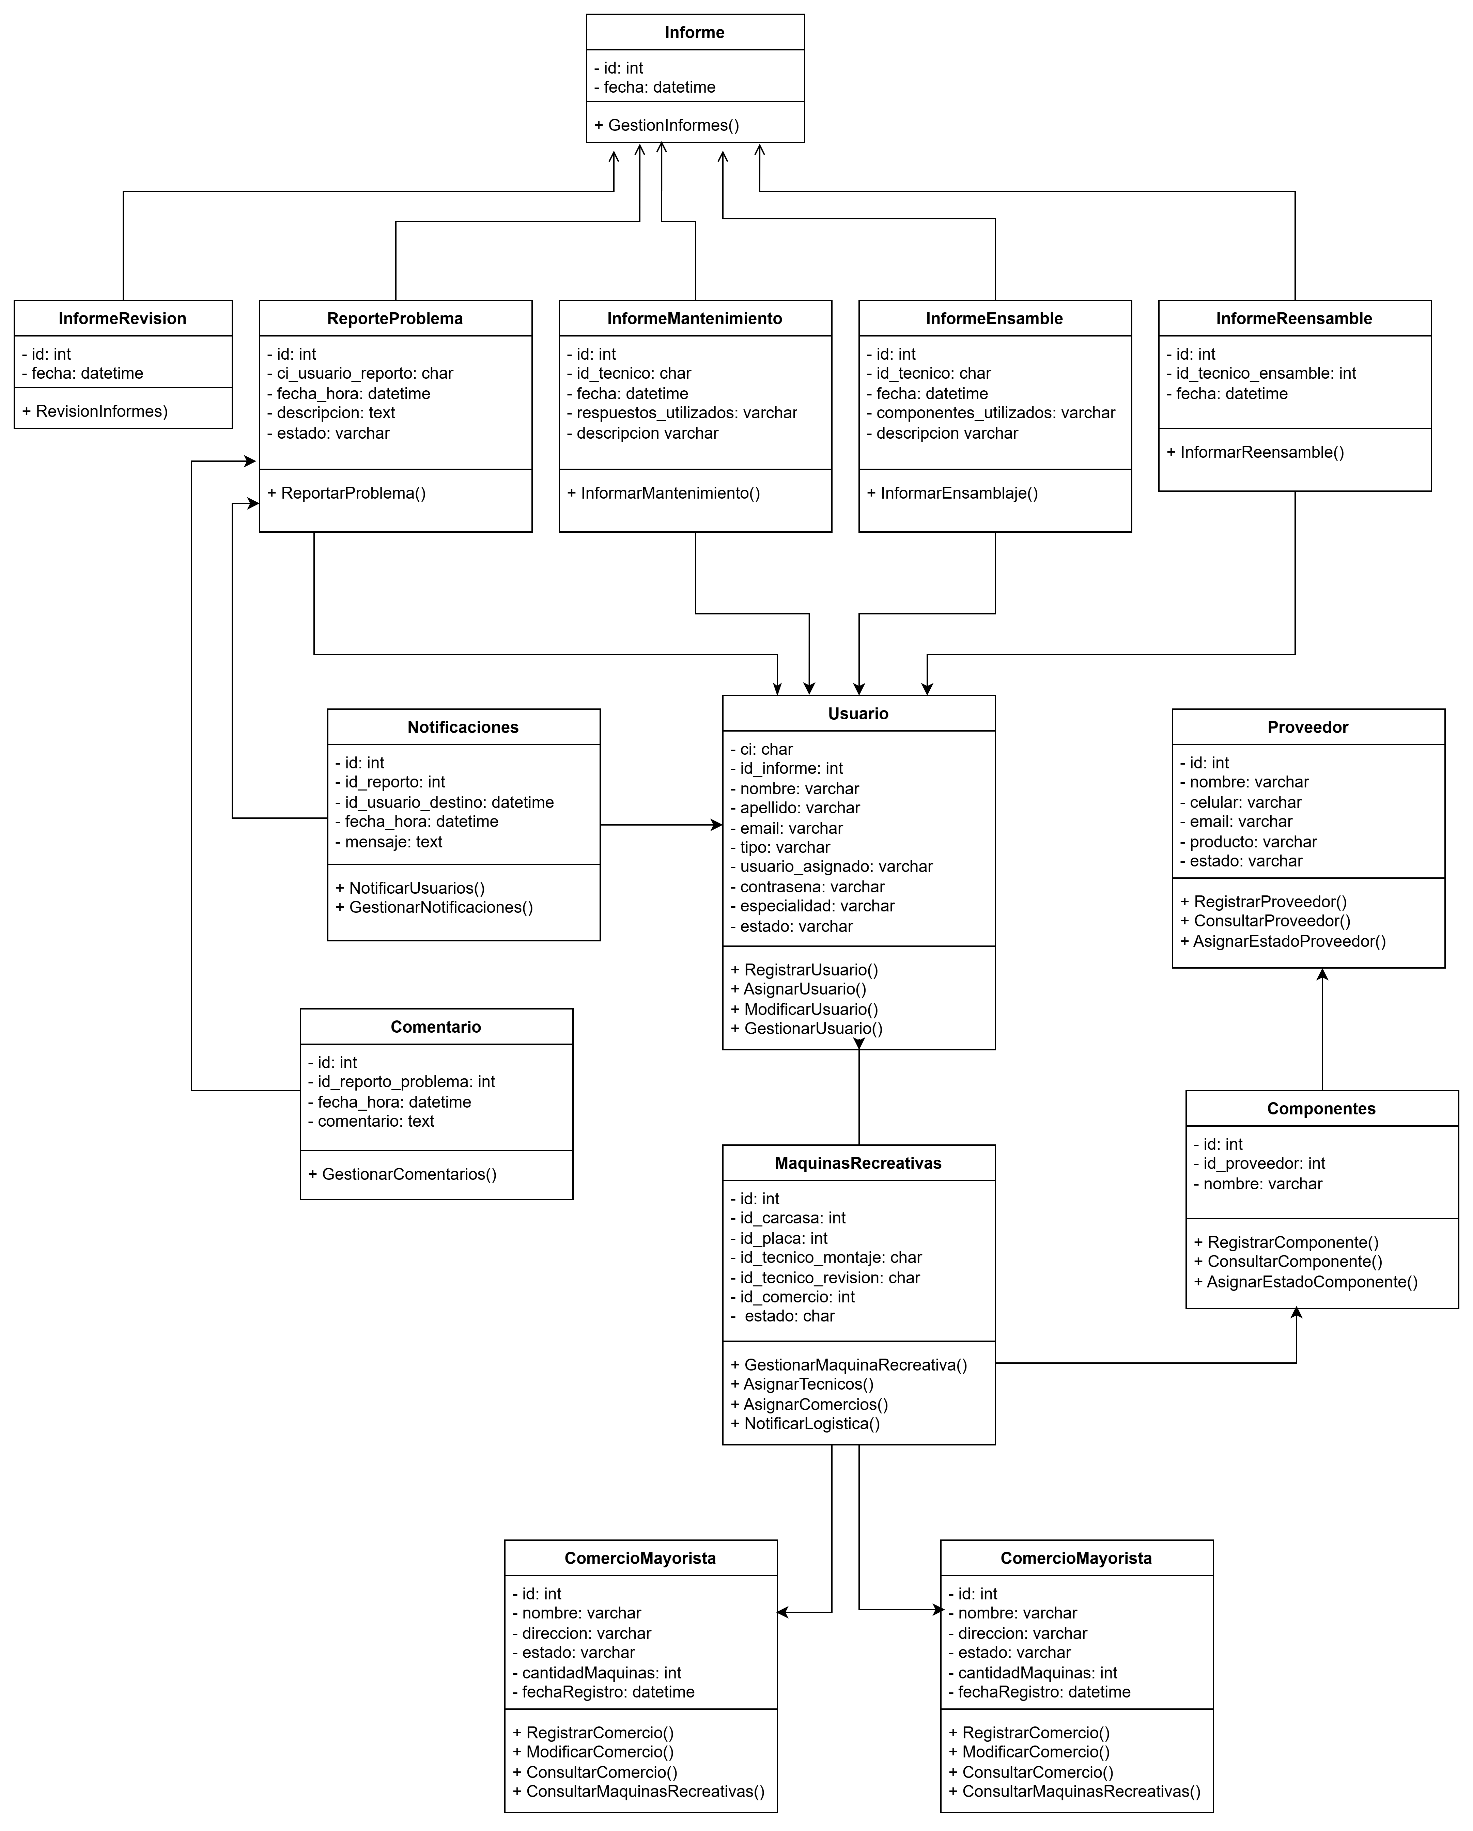 Informe
- id: int
- fecha: datetime
+ GestionInformes()
InformeRevision
- id: int
- fecha: datetime
+ RevisionInformes)
ReporteProblema
- id: int
- ci_usuario_reporto: char
- fecha_hora: datetime
- descripcion: text
- estado: varchar
+ ReportarProblema()
InformeMantenimiento
- id: int
- id_tecnico: char
- fecha: datetime
- respuestos_utilizados: varchar
- descripcion varchar
+ InformarMantenimiento()
InformeEnsamble
- id: int
- id_tecnico: char
- fecha: datetime
- componentes_utilizados: varchar
- descripcion varchar
+ InformarEnsamblaje()
InformeReensamble
- id: int
- id_tecnico_ensamble: int
- fecha: datetime
+ InformarReensamble()
Notificaciones
- id: int
- id_reporto: int
- id_usuario_destino: datetime
- fecha_hora: datetime
- mensaje: text
+ NotificarUsuarios()
+ GestionarNotificaciones()
Usuario
- ci: char
- id_informe: int
- nombre: varchar
- apellido: varchar
- email: varchar
- tipo: varchar
- usuario_asignado: varchar
- contrasena: varchar
- especialidad: varchar
- estado: varchar
+ RegistrarUsuario()
+ AsignarUsuario()
+ ModificarUsuario()
+ GestionarUsuario()
Proveedor
- id: int
- nombre: varchar
- celular: varchar
- email: varchar
- producto: varchar
- estado: varchar
+ RegistrarProveedor()
+ ConsultarProveedor()
+ AsignarEstadoProveedor()
Comentario
- id: int
- id_reporto_problema: int
- fecha_hora: datetime
- comentario: text
+ GestionarComentarios()
MaquinasRecreativas
- id: int
- id_carcasa: int
- id_placa: int
- id_tecnico_montaje: char
- id_tecnico_revision: char
- id_comercio: int
- estado: char
+ GestionarMaquinaRecreativa()
+ AsignarTecnicos()
+ AsignarComercios()
+ NotificarLogistica()
Componentes
- id: int
- id_proveedor: int
- nombre: varchar
+ RegistrarComponente()
+ ConsultarComponente()
+ AsignarEstadoComponente()
ComercioMayorista
- id: int
- nombre: varchar
- direccion: varchar
- estado: varchar
- cantidadMaquinas: int
- fechaRegistro: datetime
+ RegistrarComercio()
+ ModificarComercio()
+ ConsultarComercio()
+ ConsultarMaquinasRecreativas()
ComercioMayorista
- id: int
- nombre: varchar
- direccion: varchar
- estado: varchar
- cantidadMaquinas: int
- fechaRegistro: datetime
+ RegistrarComercio()
+ ModificarComercio()
+ ConsultarComercio()
+ ConsultarMaquinasRecreativas()